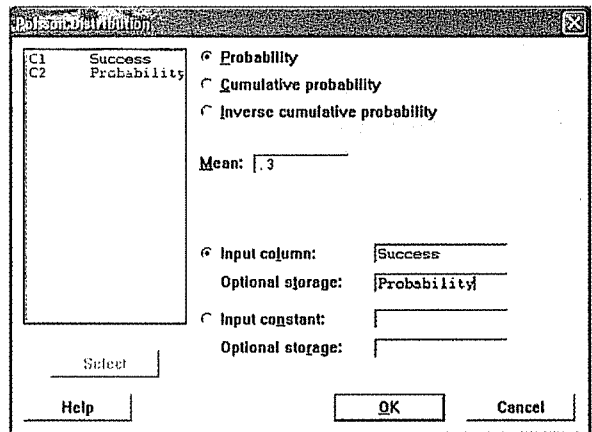 Poisson Distribution
C1 Success
C2 Probability
Probability
Cumulative probability
Inverse cumulative probability
Mean: .3
Input column: Success
Optional storage: Probability
Input constant:
Optional storage:
Select
Help
OK
Cancel